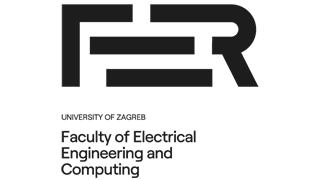 FER
UNIVERSITY OF ZAGREB
Faculty of Electrical
Engineering and
Computing